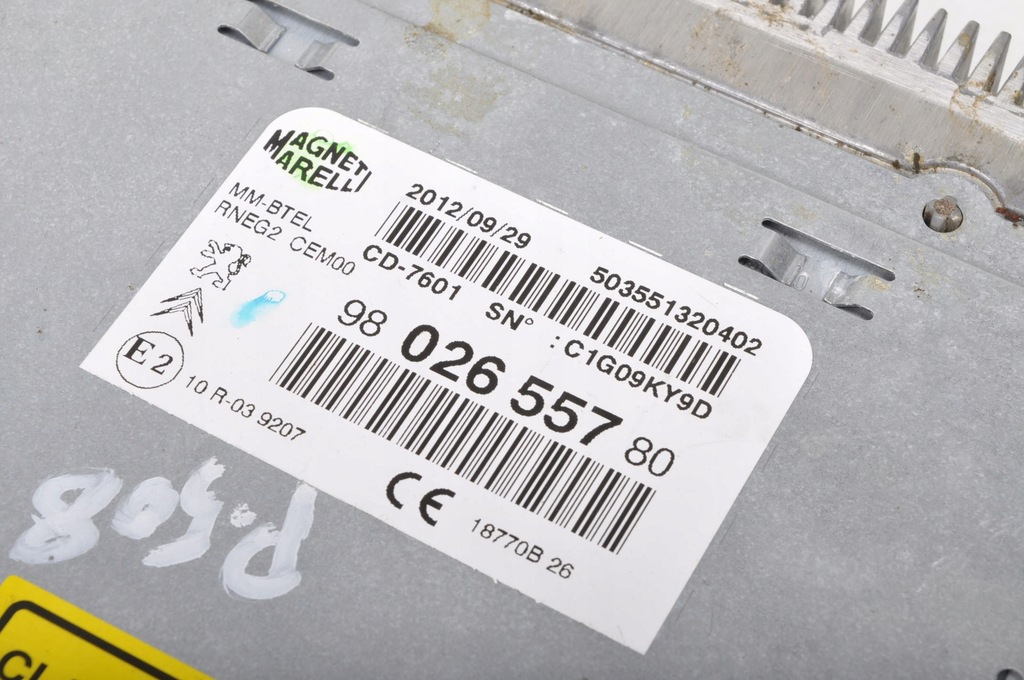 MAGNETI
MARELLI
2012/09/29
503551320402
MM-BTEL
RNEG2 CEM00
CD-7601 SN° : C1G09KY9D
98 026 557 80
E2
10 R-03 9207
CE
18770B 26
P.508